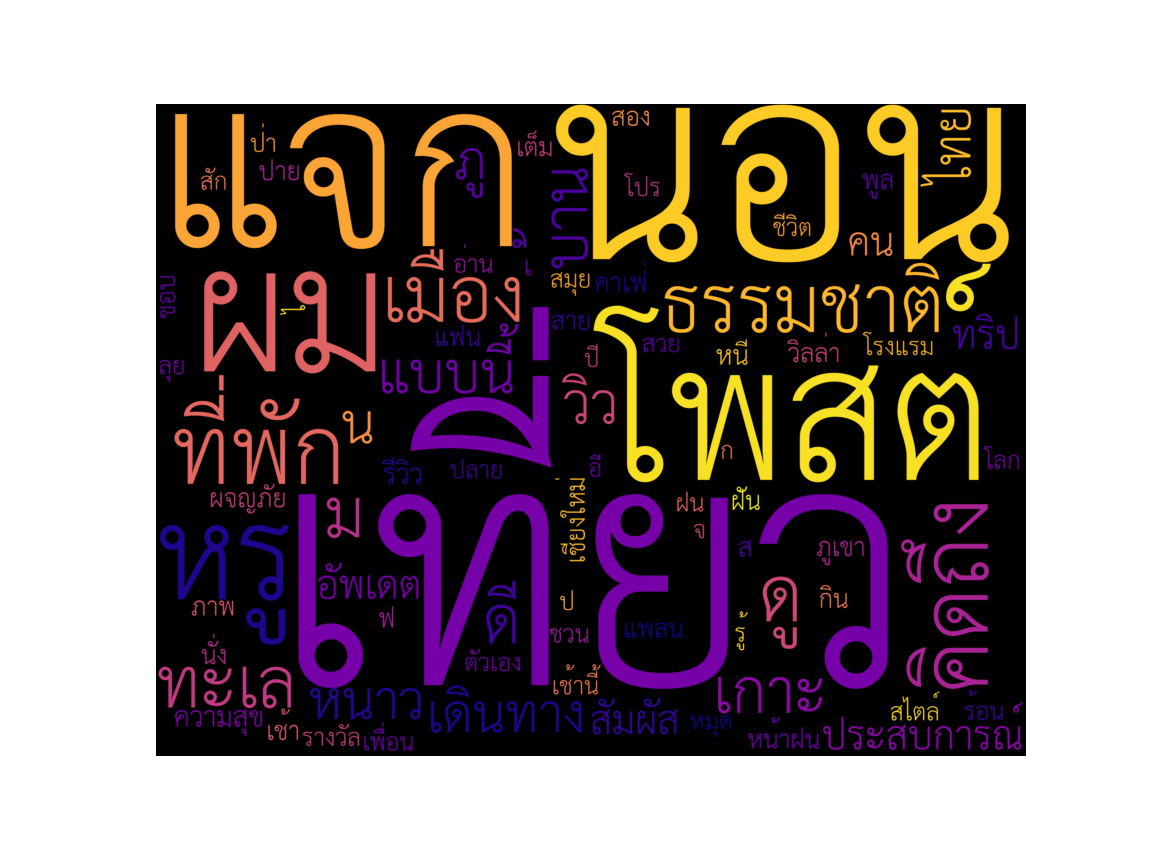 แจก
นอน
สอง
ไทย
ป่า
ปาย
สัก
ภู
เต็ม
บาน
โปร
พูล
ชีวิต
คน
ชอบ
ผม
เมือง
อ่าน
สมุย
คาเฟ่
ธรรมชาติ
ลุย
แฟน
แบบนี้
สาย
ปี
สวย
หนี
วิลล่า
โรงแรม
ทริป
โพสต์
ที่พัก
น
วิว
รีวิว
ปลาย
อี
ก
โลก
ผจญภัย
เที่ยว
ม
เชียงใหม่
ฝน
ฝัน
จ
ส
ภูเขา
คิดถึง
หรู
อัพเดต
ภาพ
ฟ
ดี
ป
ชวน
แพลน
รู้
ดู
กิน
นั่ง
ทะเล
ตัวเอง
เช้านี้
เกาะ
ความสุข
หนาว
เดินทาง
สัมผัส
หมุด
สไตล์
ร้อน
เช้า
รางวัล
เพื่อน
หน้าฝน
ประสบการณ์